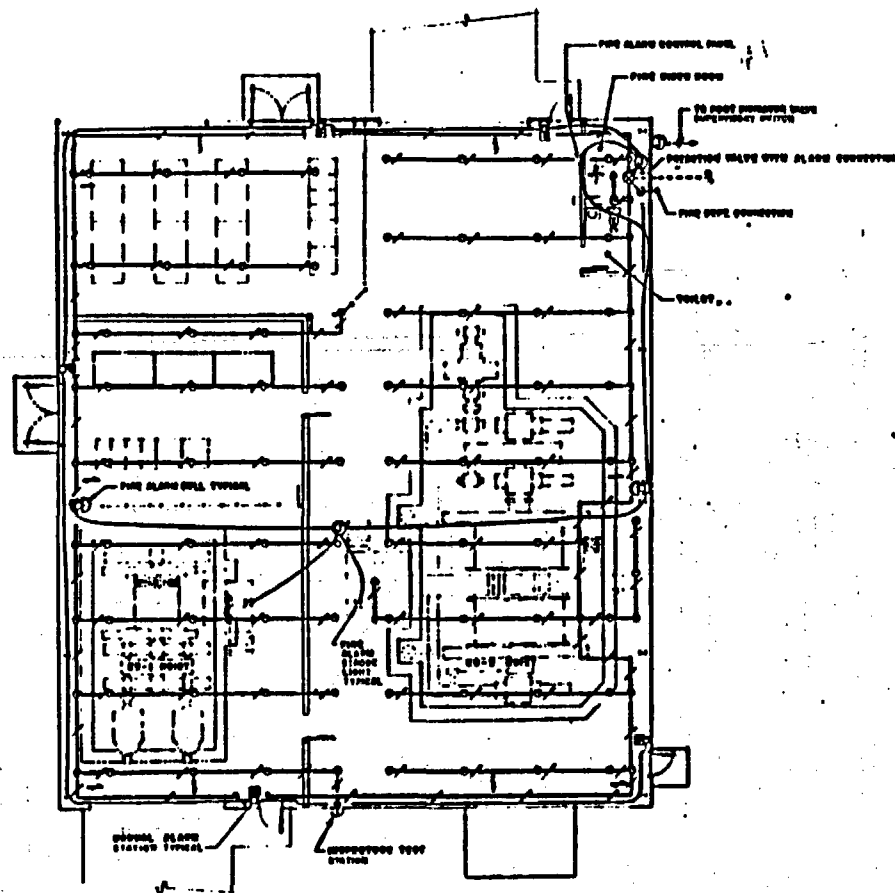 FIRE ALARM CONTROL PANEL
FIRE RISER ROOM
TO POST INDICATOR VALVE
SUPERVISORY SWITCH
DETECTION VALVE WITH ALARM CONNECTION
FIRE DEPT CONNECTION
TOILET
FIRE ALARM BELL TYPICAL
FIRE
ALARM
STROBE
LIGHT
TYPICAL
MANUAL ALARM
STATION TYPICAL
INSPECTORS TEST
STATION